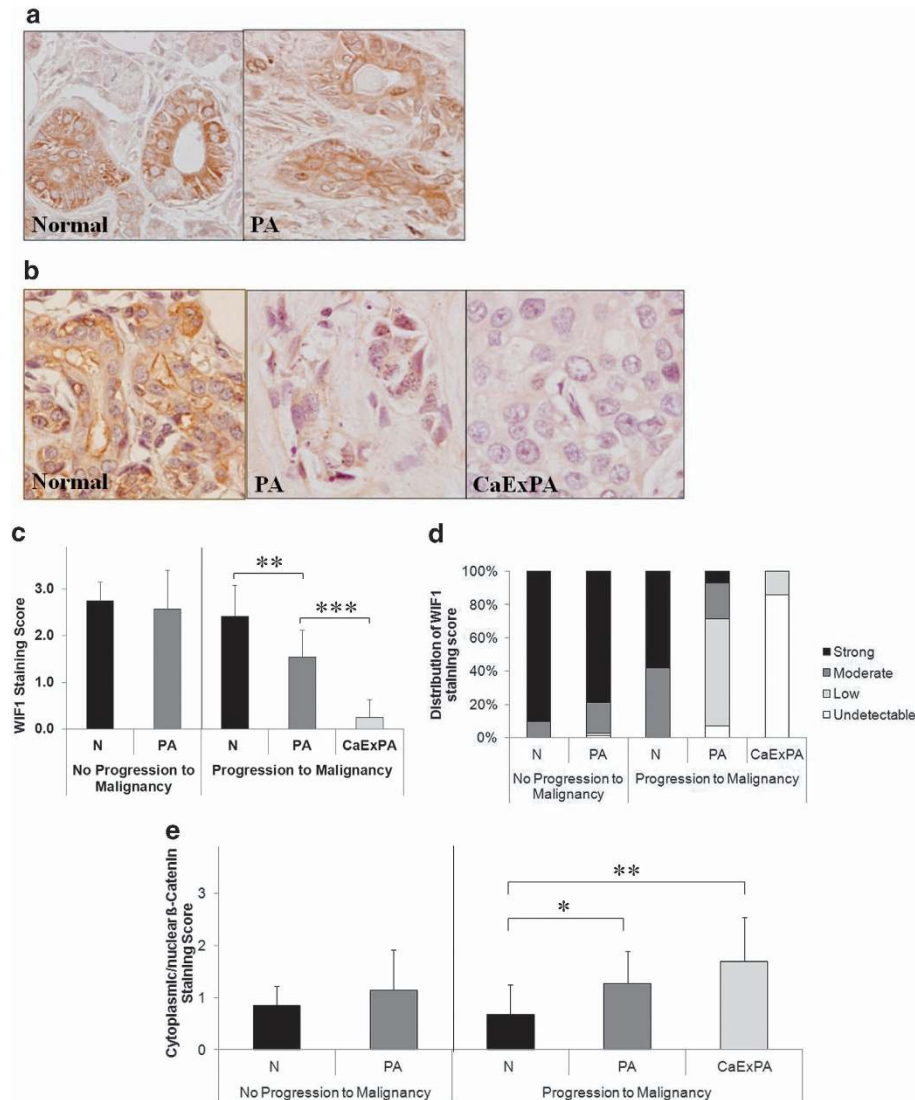 a
Normal
PA
b
Normal
PA
CaExPA
c
WIF1 Staining Score
3.0
2.0
1.0
0.0
**
***
N
PA
N
PA
CaExPA
No Progression to
Malignancy
Progression to Malignancy
d
Distribution of WIF1
staining score
100%
80%
60%
40%
20%
0%
N
PA
N
PA
CaExPA
No Progression to
Malignancy
Progression to Malignancy
Strong
Moderate
Low
Undetectable
e
Cytoplasmic/nuclear ß-Catenin
Staining Score
3
2
1
0
*
**
N
PA
N
PA
CaExPA
No Progression to Malignancy
Progression to Malignancy